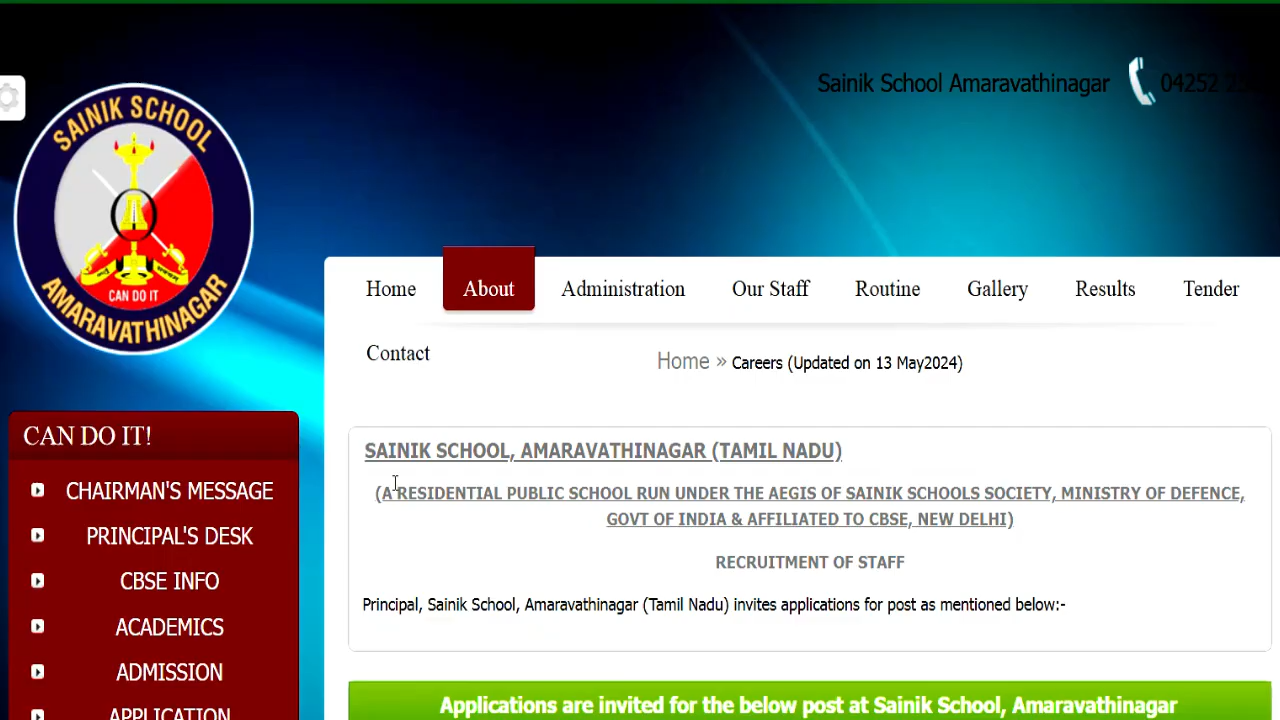 Sainik School Amaravathinagar
04252
SAINIK SCHOOL
CAN DO IT
AMARAVATHINAGAR
Home About Administration Our Staff Routine Gallery Results Tender
Contact
Home » Careers (Updated on 13 May2024)
CAN DO IT!
CHAIRMAN'S MESSAGE
PRINCIPAL'S DESK
CBSE INFO
ACADEMICS
ADMISSION
APPLICATION
SAINIK SCHOOL, AMARAVATHINAGAR (TAMIL NADU)
(A RESIDENTIAL PUBLIC SCHOOL RUN UNDER THE AEGIS OF SAINIK SCHOOLS SOCIETY, MINISTRY OF DEFENCE,
GOVT OF INDIA & AFFILIATED TO CBSE, NEW DELHI)
RECRUITMENT OF STAFF
Principal, Sainik School, Amaravathinagar (Tamil Nadu) invites applications for post as mentioned below:-
Applications are invited for the below post at Sainik School, Amaravathinagar